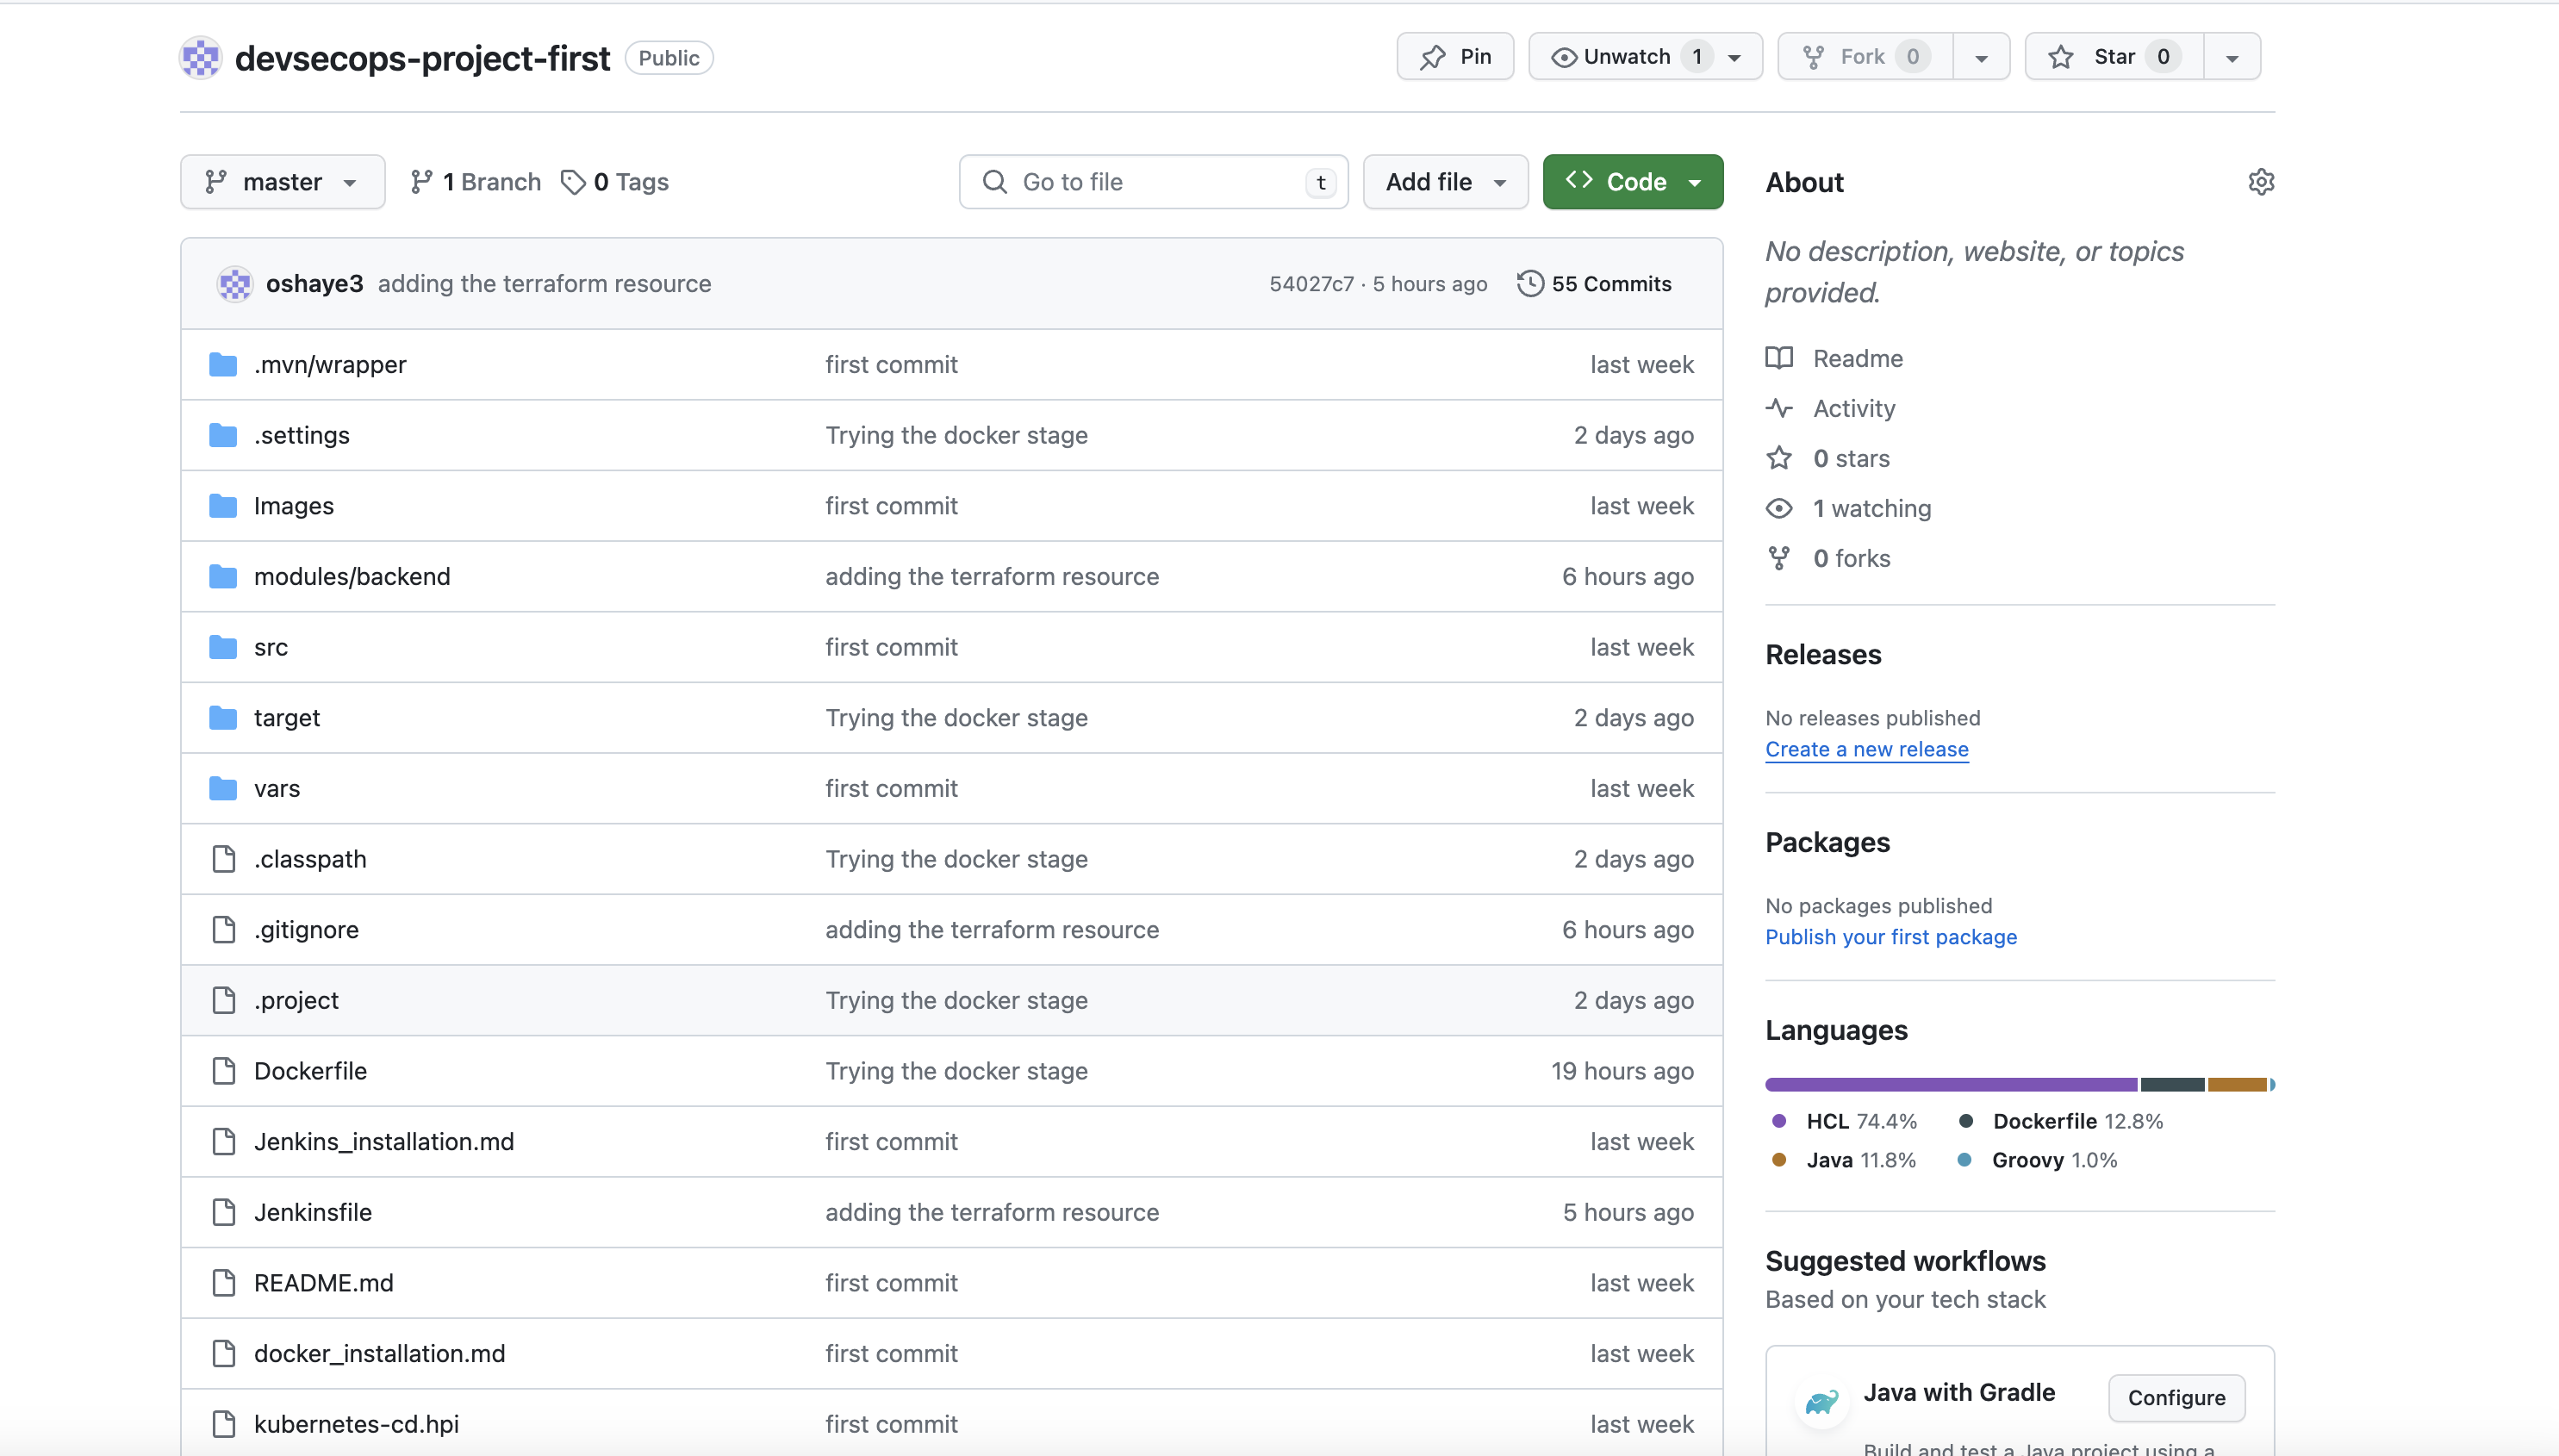 devsecops-project-first Public Pin Unwatch 1 Fork 0 Star 0
master 1 Branch 0 Tags Go to file t Add file Code
oshaye3 adding the terraform resource 54027c7 · 5 hours ago 55 Commits
.mvn/wrapper first commit last week
.settings Trying the docker stage 2 days ago
Images first commit last week
modules/backend adding the terraform resource 6 hours ago
src first commit last week
target Trying the docker stage 2 days ago
vars first commit last week
.classpath Trying the docker stage 2 days ago
.gitignore adding the terraform resource 6 hours ago
.project Trying the docker stage 2 days ago
Dockerfile Trying the docker stage 19 hours ago
Jenkins_installation.md first commit last week
Jenkinsfile adding the terraform resource 5 hours ago
README.md first commit last week
docker_installation.md first commit last week
kubernetes-cd.hpi first commit last week
About
No description, website, or topics
provided.
Readme
Activity
0 stars
1 watching
0 forks
Releases
No releases published
Create a new release
Packages
No packages published
Publish your first package
Languages
HCL 74.4% Dockerfile 12.8%
Java 11.8% Groovy 1.0%
Suggested workflows
Based on your tech stack
Java with Gradle Configure
Build and test a Java project using a